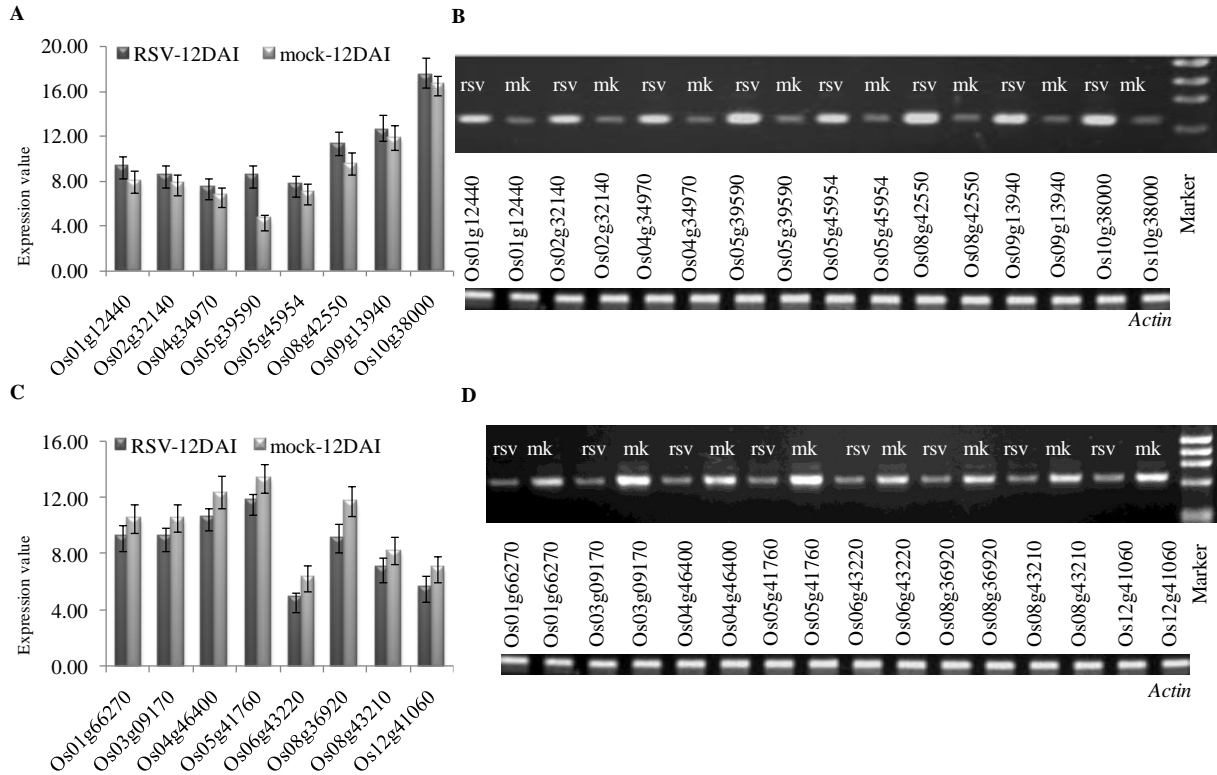 A
20.00
16.00
12.00
8.00
4.00
0.00
Expression value
RSV-12DAI mock-12DAI
Os01g12440
Os02g32140
Os04g34970
Os05g39590
Os05g45954
Os08g42550
Os09g13940
Os10g38000
B
rsv mk rsv mk rsv mk rsv mk rsv mk rsv mk rsv mk rsv mk
Os01g12440
Os01g12440
Os02g32140
Os02g32140
Os04g34970
Os04g34970
Os05g39590
Os05g39590
Os05g45954
Os05g45954
Os08g42550
Os08g42550
Os09g13940
Os09g13940
Os10g38000
Os10g38000
Marker
Actin
C
16.00
12.00
8.00
4.00
0.00
Expression value
RSV-12DAI mock-12DAI
Os01g66270
Os03g09170
Os04g46400
Os05g41760
Os06g43220
Os08g36920
Os08g43210
Os12g41060
D
rsv mk rsv mk rsv mk rsv mk rsv mk rsv mk rsv mk rsv mk
Os01g66270
Os01g66270
Os03g09170
Os03g09170
Os04g46400
Os04g46400
Os05g41760
Os05g41760
Os06g43220
Os06g43220
Os08g36920
Os08g36920
Os08g43210
Os08g43210
Os12g41060
Os12g41060
Marker
Actin